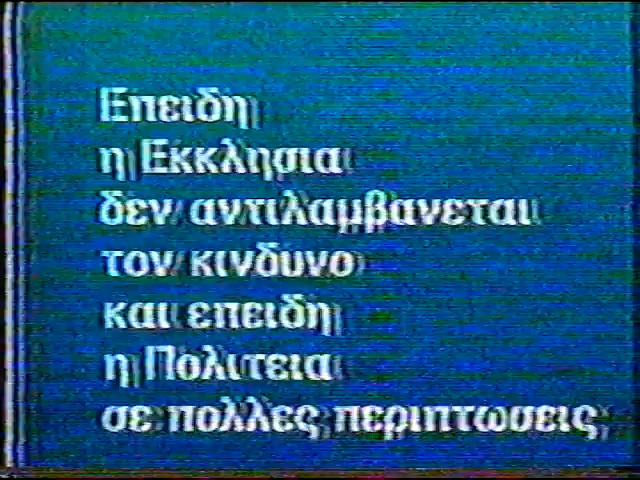 Επειδη
η Εκκλησια
δεν αντιλαμβανεται
τον κινδυνο
και επειδη
η Πολιτεια
σε πολλες περιπτωσεις